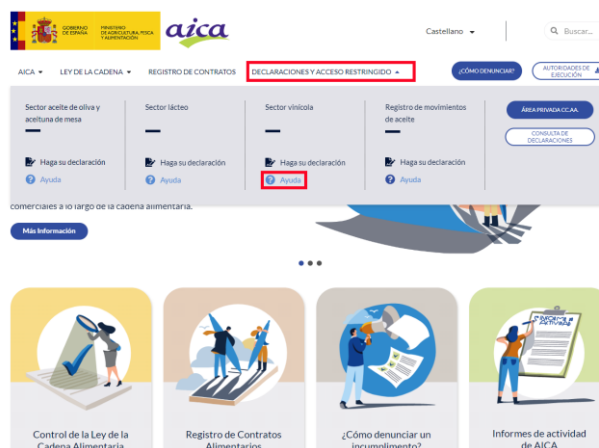 GOBIERNO
DE ESPAÑA
MINISTERIO
DE AGRICULTURA, PESCA
Y ALIMENTACIÓN
aica
Castellano
Buscar...
AICA
LEY DE LA CADENA
REGISTRO DE CONTRATOS
DECLARACIONES Y ACCESO RESTRINGIDO
¿CÓMO DENUNCIAR?
AUTORIDADES DE
EJECUCIÓN
Sector aceite de oliva y
aceituna de mesa
Haga su declaración
Ayuda
Sector lácteo
Haga su declaración
Ayuda
Sector vinícola
Haga su declaración
Ayuda
Registro de movimientos
de aceite
Haga su declaración
Ayuda
ÁREA PRIVADA CC.AA.
CONSULTA DE
DECLARACIONES
comerciales a lo largo de la cadena alimentaria.
Más Información
INFORME
ACTIVIDAD
Control de la Ley de la
Cadena Alimentaria
Registro de Contratos
Alimentarios
¿Cómo denunciar un
incumplimiento?
Informes de actividad
de AICA